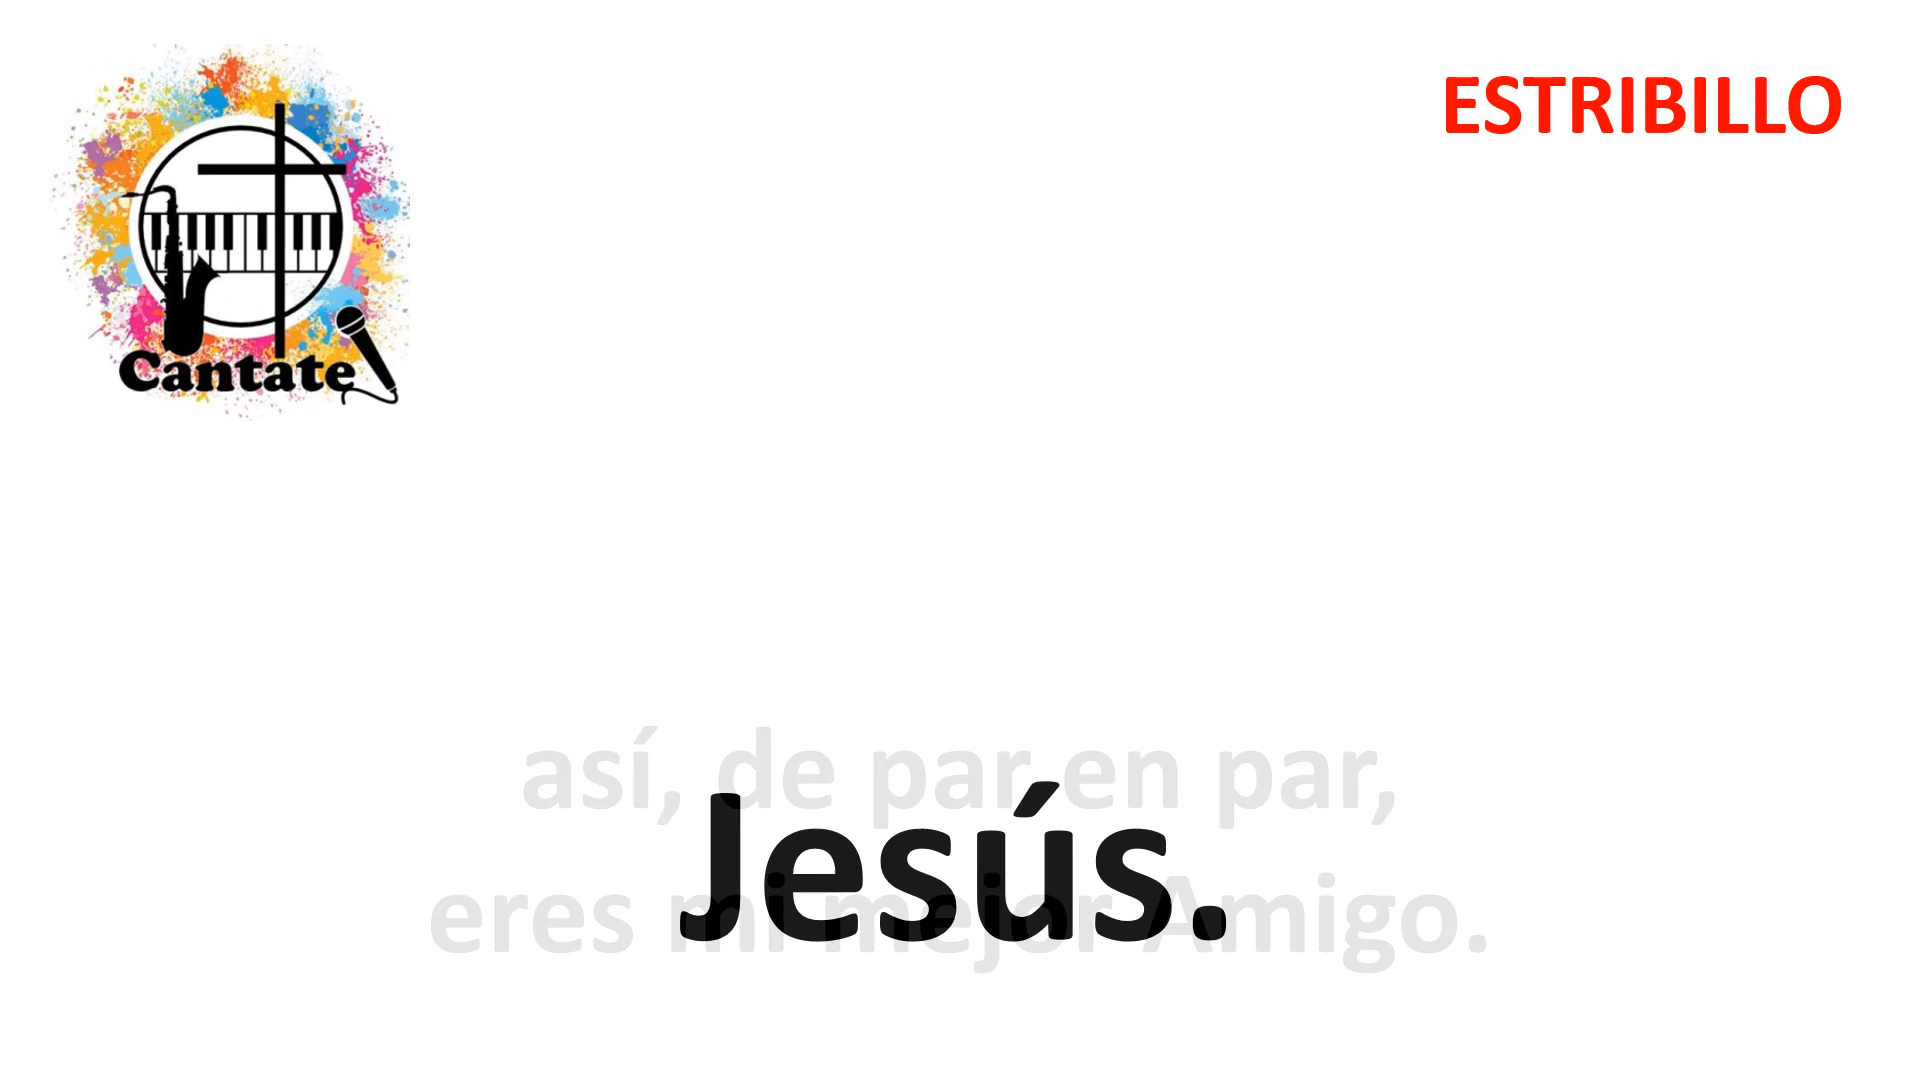 ESTRIBILLO
Cantate
así, de par en par,
Jesús.
eres mi mejor Amigo.